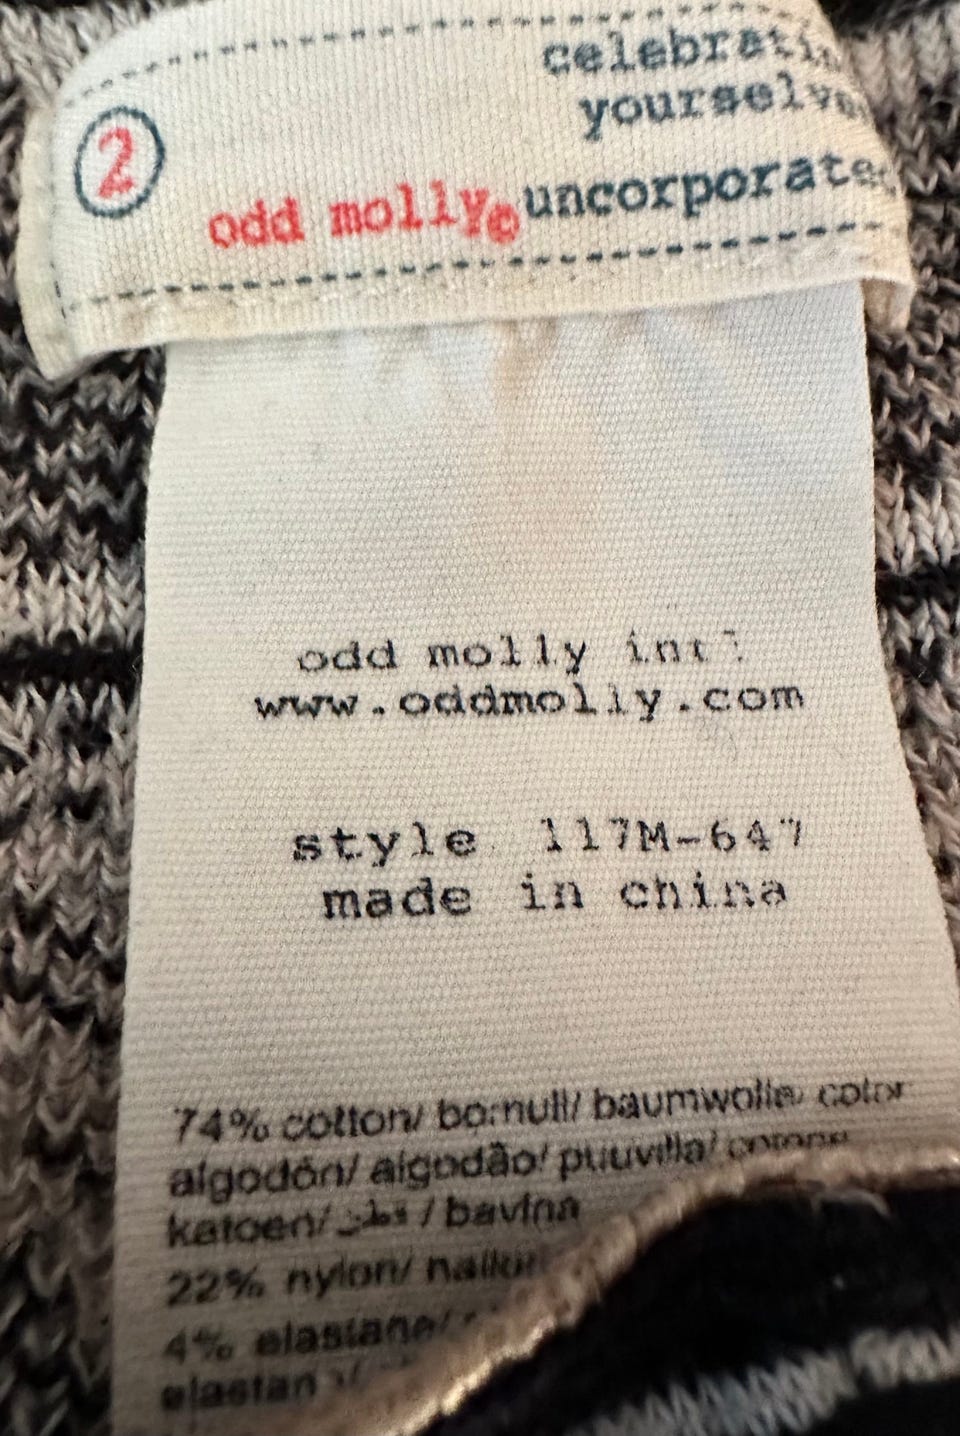 celebrating
yourselves
2
odd molly© uncorporated
odd molly int'l
www.oddmolly.com
style 117M-647
made in china
74% cotton/ bomull/ baumwolle/ coton
algodón/ algodão/ puuvilla/ cotone
katoen/ قطن / bavlna
22% nylon/
4% elastane/
elastan